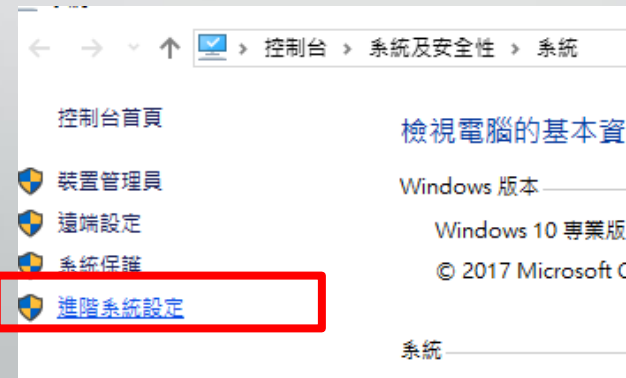 控制台 › 系統及安全性 › 系統
控制台首頁
裝置管理員
遠端設定
系統保護
進階系統設定
檢視電腦的基本資
Windows 版本
Windows 10 專業版
© 2017 Microsoft C
系統